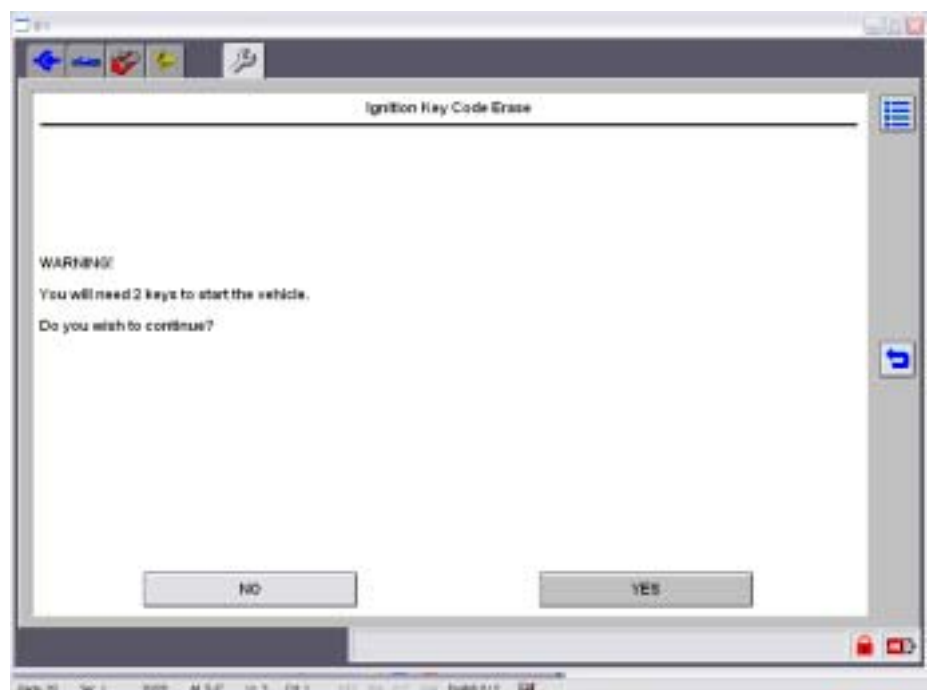 Ignition Key Code Erase
WARNING!
You will need 2 keys to start the vehicle.
Do you wish to continue?
NO
YES